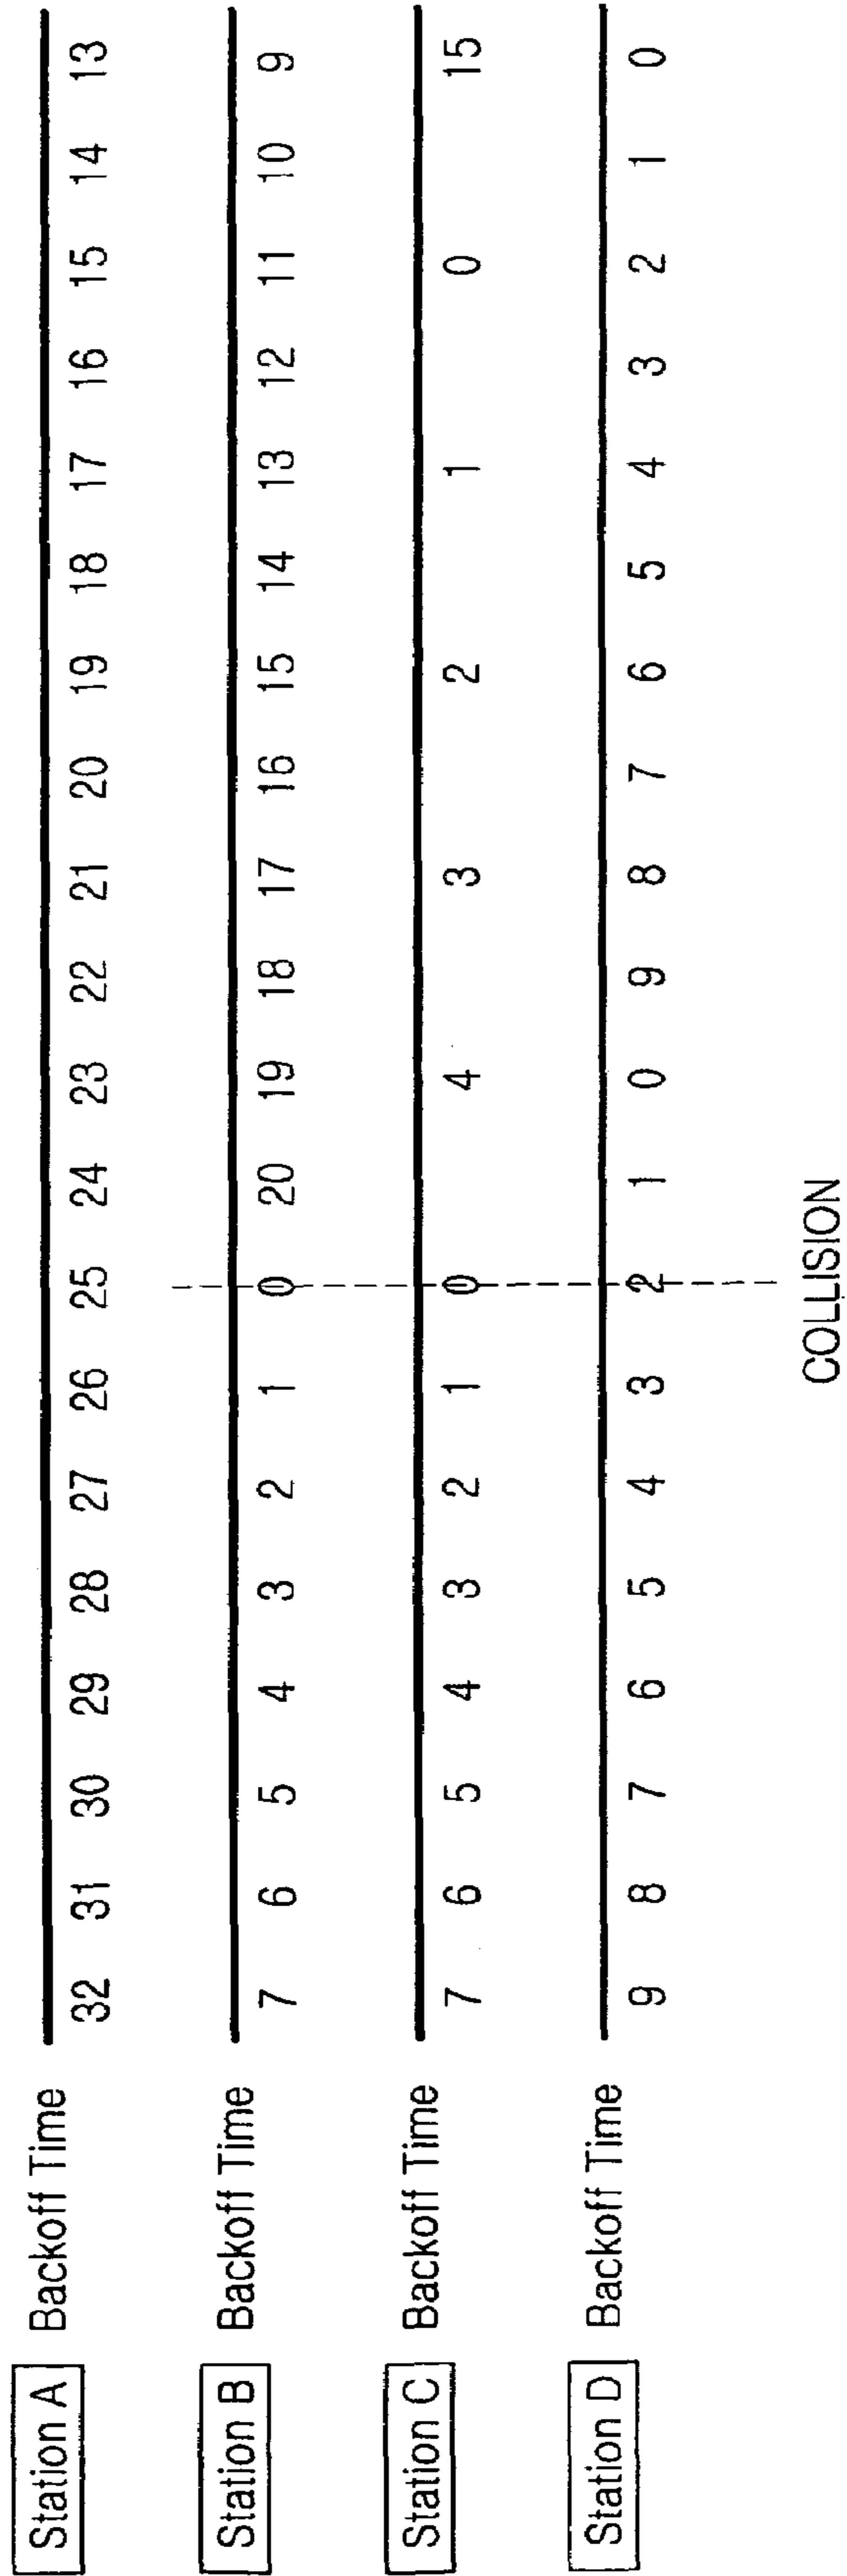 Station A Backoff Time
32 31 30 29 28 27 26 25 24 23 22 21 20 19 18 17 16 15 14 13
Station B Backoff Time
7 6 5 4 3 2 1 0 20 19 18 17 16 15 14 13 12 11 10 9
Station C Backoff Time
7 6 5 4 3 2 1 0 4 3 2 1 0 15
Station D Backoff Time
9 8 7 6 5 4 3 2 1 0 9 8 7 6 5 4 3 2 1 0
COLLISION